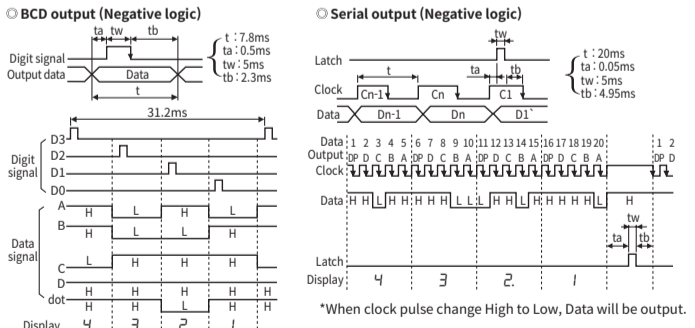 ◎ BCD output (Negative logic)
ta tw tb
Digit signal
Output data
Data
t
t : 7.8ms
ta : 0.5ms
tw : 5ms
tb : 2.3ms
31.2ms
Digit signal
D3
D2
D1
D0
Data signal
A H L H L
B H L L H
C L H H H
D H H H H H
dot H H L H H
Display 4 3 2 1
◎ Serial output (Negative logic)
tw
Latch
t ta tb
Clock Cn-1 Cn C1
Data Dn-1 Dn D1`
t : 20ms
ta : 0.05ms
tw : 5ms
tb : 4.95ms
Data 1 2 3 4 5 6 7 8 9 10 11 12 13 14 15 16 17 18 19 20 1 2
Output DP D C B A DP D C B A DP D C B A DP D C B A DP D
Clock
Data H H L H H H H H L L L H H L H H H H H L H
tw
ta tb
Latch
Display 4 3 2. 1
*When clock pulse change High to Low, Data will be output.